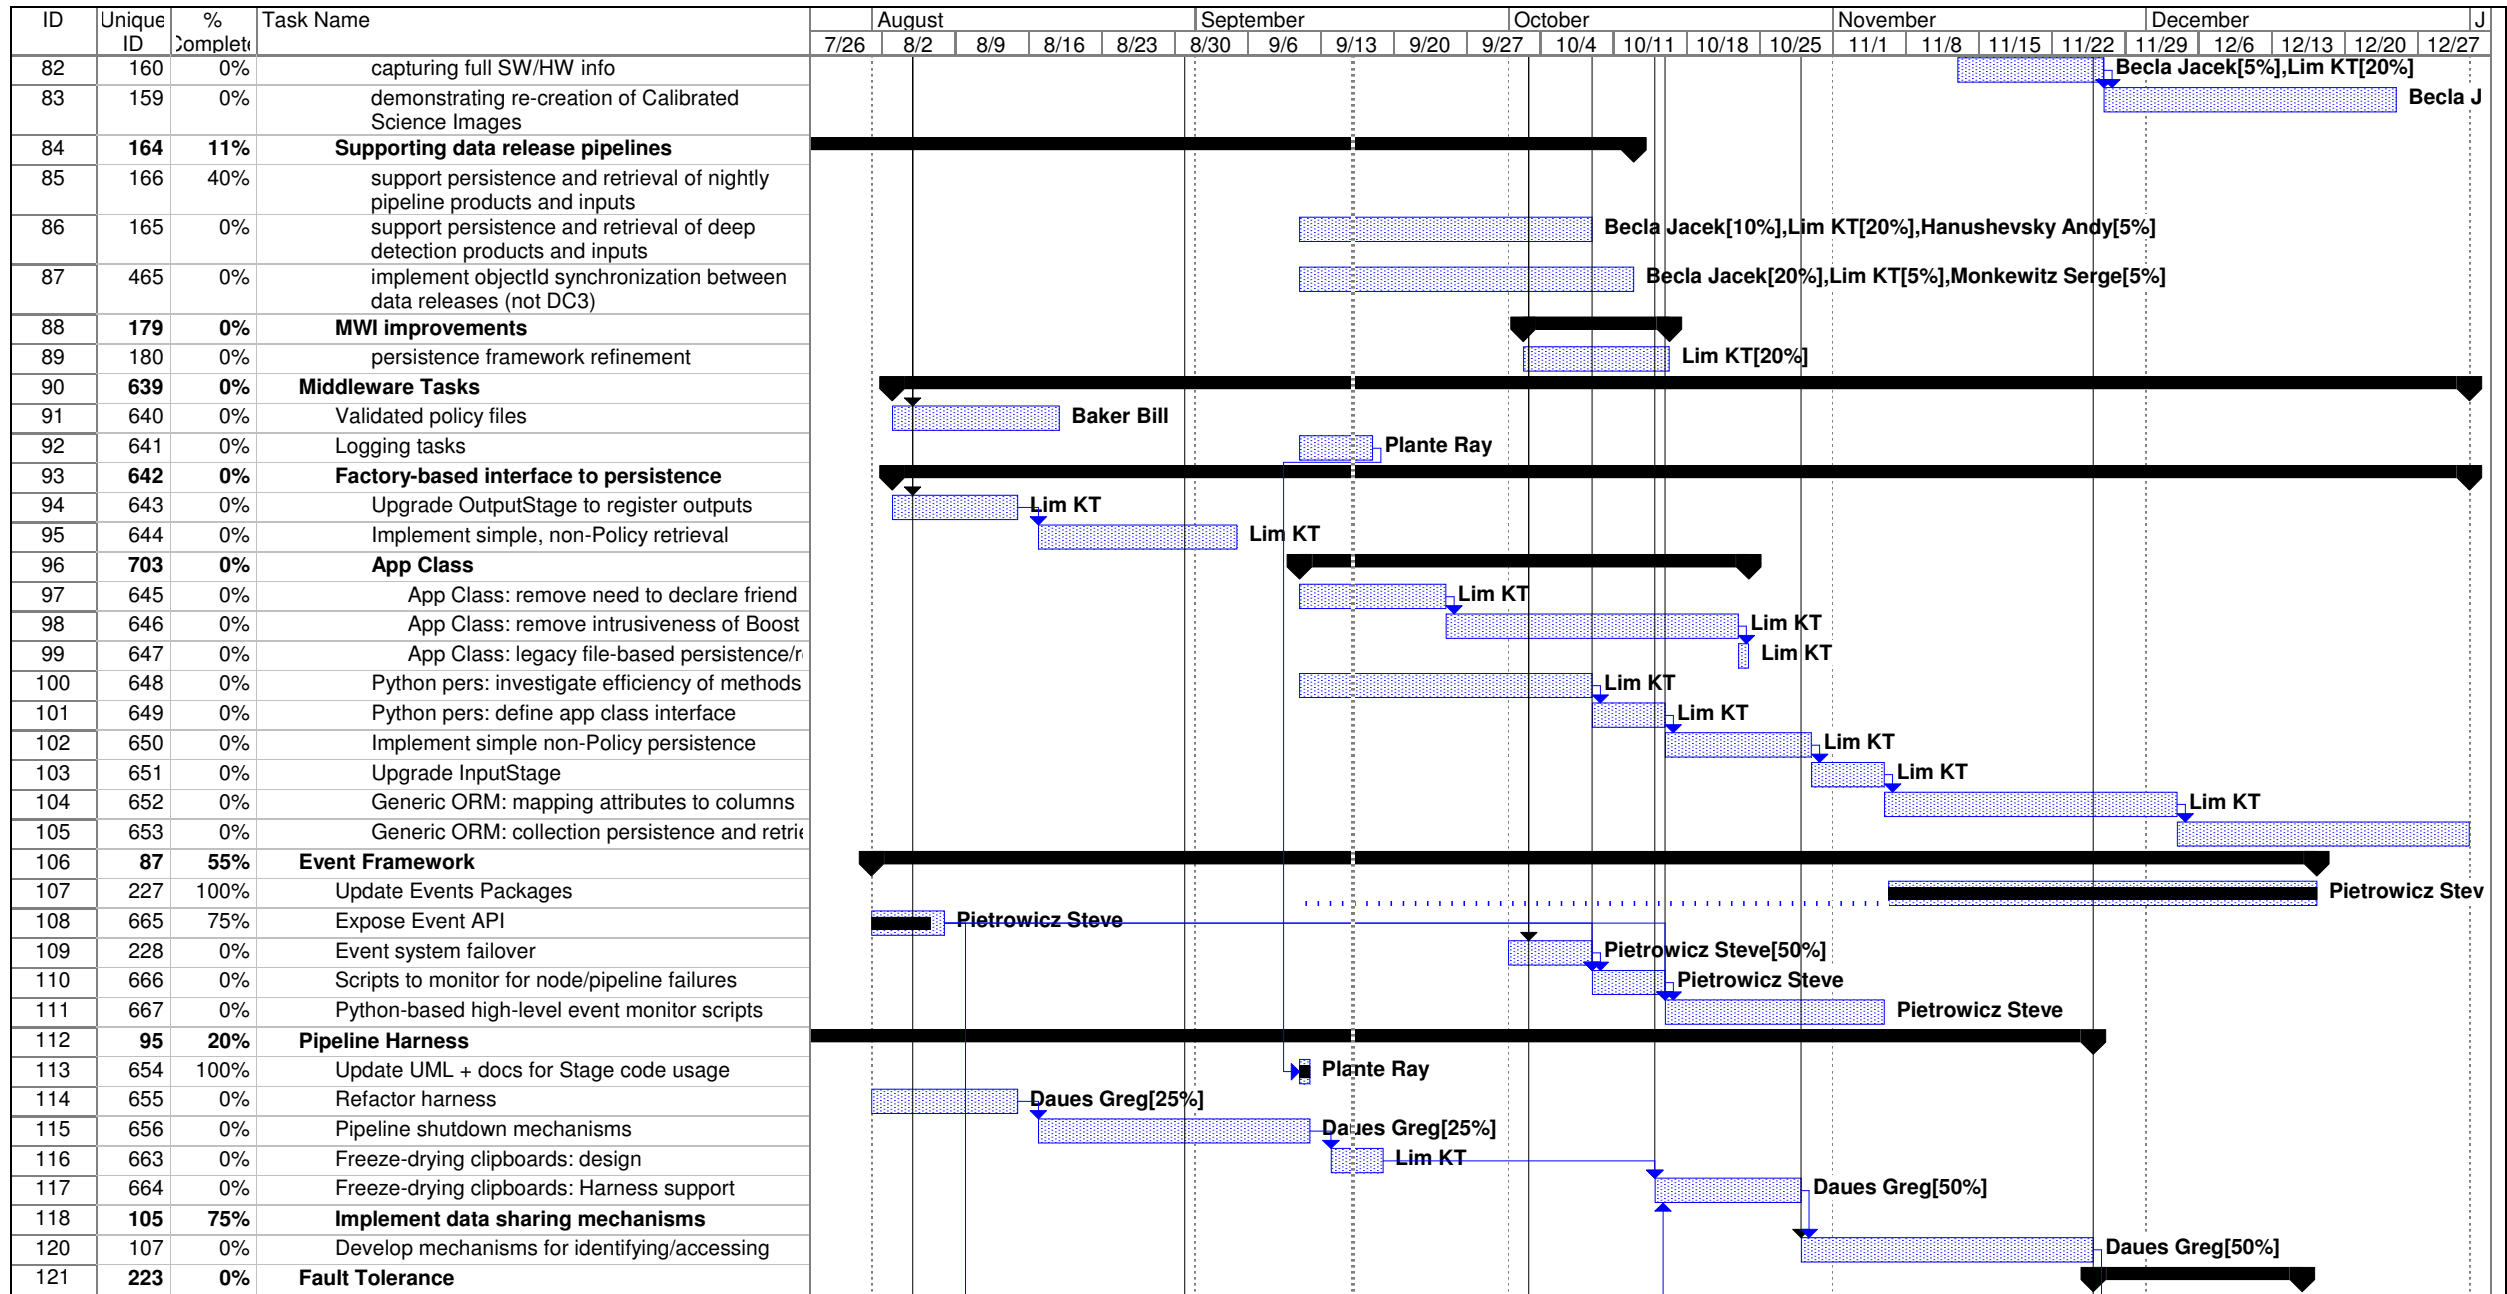 ID Unique ID % Complete Task Name August September October November December J
7/26 8/2 8/9 8/16 8/23 8/30 9/6 9/13 9/20 9/27 10/4 10/11 10/18 10/25 11/1 11/8 11/15 11/22 11/29 12/6 12/13 12/20 12/27
82 160 0% capturing full SW/HW info Becla Jacek[5%],Lim KT[20%]
83 159 0% demonstrating re-creation of Calibrated Becla J
Science Images
84 164 11% Supporting data release pipelines
85 166 40% support persistence and retrieval of nightly
pipeline products and inputs
86 165 0% support persistence and retrieval of deep Becla Jacek[10%],Lim KT[20%],Hanushevsky Andy[5%]
detection products and inputs
87 465 0% implement objectId synchronization between Becla Jacek[20%],Lim KT[5%],Monkewitz Serge[5%]
data releases (not DC3)
88 179 0% MWI improvements
89 180 0% persistence framework refinement Lim KT[20%]
90 639 0% Middleware Tasks
91 640 0% Validated policy files Baker Bill
92 641 0% Logging tasks Plante Ray
93 642 0% Factory-based interface to persistence
94 643 0% Upgrade OutputStage to register outputs Lim KT
95 644 0% Implement simple, non-Policy retrieval Lim KT
96 703 0% App Class
97 645 0% App Class: remove need to declare friend Lim KT
98 646 0% App Class: remove intrusiveness of Boost Lim KT
99 647 0% App Class: legacy file-based persistence/r Lim KT
100 648 0% Python pers: investigate efficiency of methods Lim KT
101 649 0% Python pers: define app class interface Lim KT
102 650 0% Implement simple non-Policy persistence Lim KT
103 651 0% Upgrade InputStage Lim KT
104 652 0% Generic ORM: mapping attributes to columns Lim KT
105 653 0% Generic ORM: collection persistence and retrie
106 87 55% Event Framework
107 227 100% Update Events Packages Pietrowicz Stev
108 665 75% Expose Event API Pietrowicz Steve
109 228 0% Event system failover Pietrowicz Steve[50%]
110 666 0% Scripts to monitor for node/pipeline failures Pietrowicz Steve
111 667 0% Python-based high-level event monitor scripts Pietrowicz Steve
112 95 20% Pipeline Harness
113 654 100% Update UML + docs for Stage code usage Plante Ray
114 655 0% Refactor harness Daues Greg[25%]
115 656 0% Pipeline shutdown mechanisms Daues Greg[25%]
116 663 0% Freeze-drying clipboards: design Lim KT
117 664 0% Freeze-drying clipboards: Harness support Daues Greg[50%]
118 105 75% Implement data sharing mechanisms
120 107 0% Develop mechanisms for identifying/accessing Daues Greg[50%]
121 223 0% Fault Tolerance